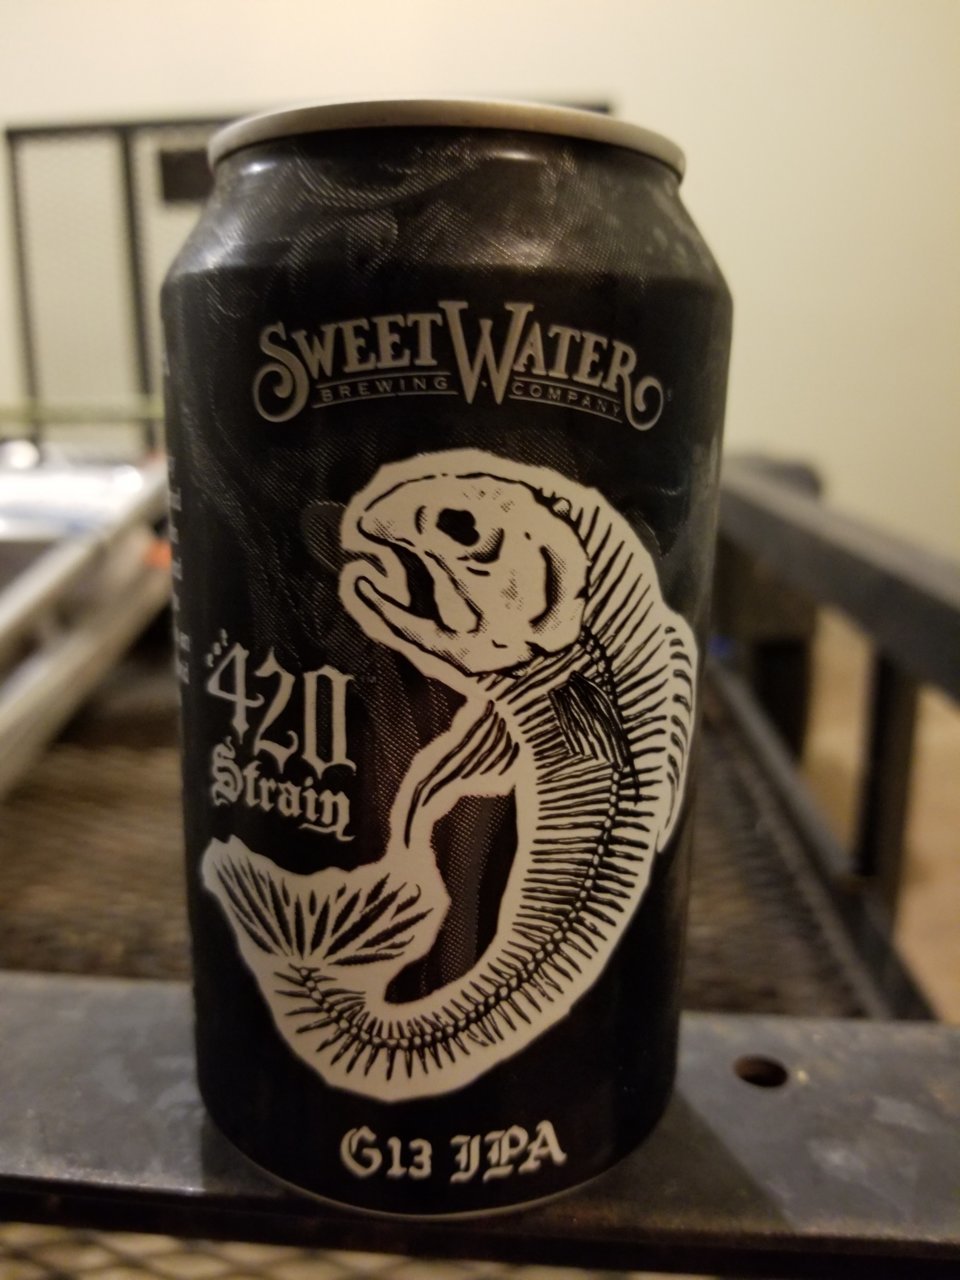 SWEETWATER
BREWING COMPANY
420
Strain
G13 IPA